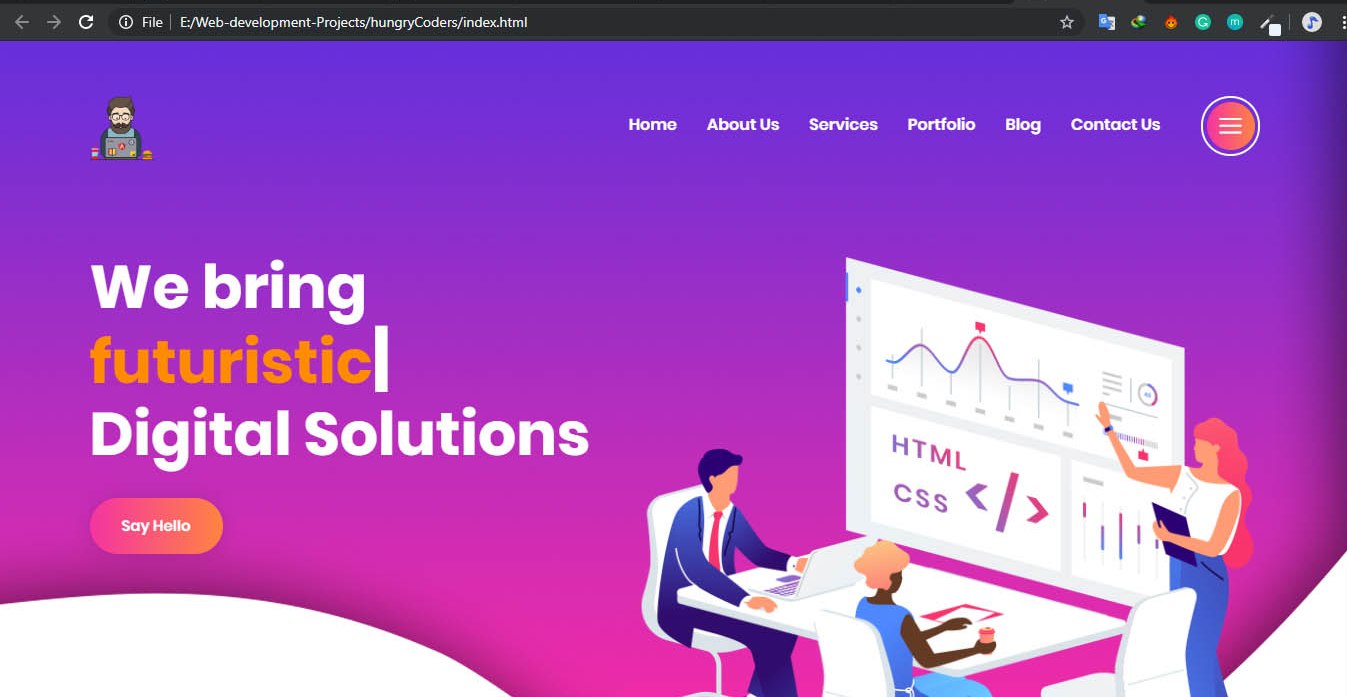 File E:/Web-development-Projects/hungryCoders/index.html
Home About Us Services Portfolio Blog Contact Us
We bring
futuristic
Digital Solutions
Say Hello
HTML
CSS </>